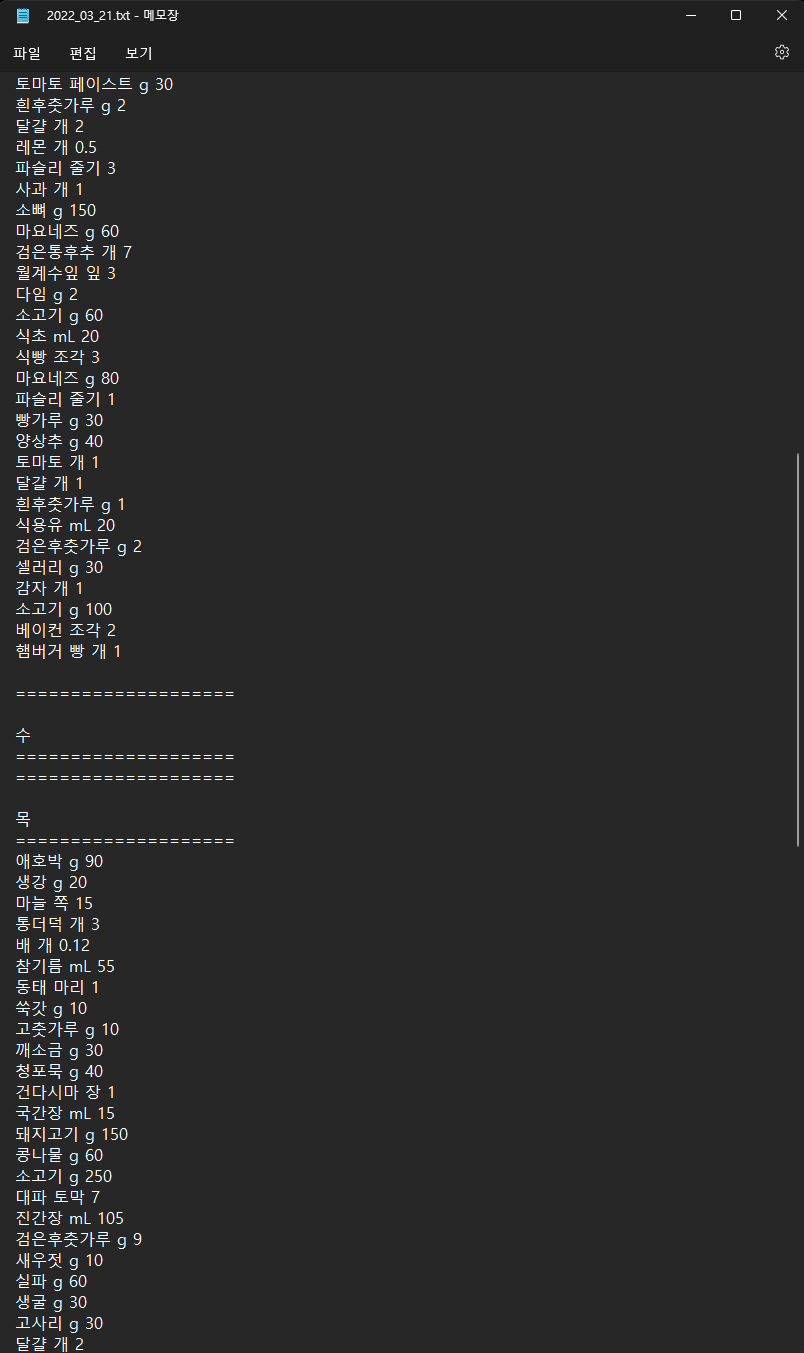 2022_03_21.txt - 메모장
파일 편집 보기
토마토 페이스트 g 30
흰후춧가루 g 2
달걀 개 2
레몬 개 0.5
파슬리 줄기 3
사과 개 1
소뼈 g 150
마요네즈 g 60
검은통후추 개 7
월계수잎 잎 3
다임 g 2
소고기 g 60
식초 mL 20
식빵 조각 3
마요네즈 g 80
파슬리 줄기 1
빵가루 g 30
양상추 g 40
토마토 개 1
달걀 개 1
흰후춧가루 g 1
식용유 mL 20
검은후춧가루 g 2
셀러리 g 30
감자 개 1
소고기 g 100
베이컨 조각 2
햄버거 빵 개 1
====================
수
====================
====================
목
====================
애호박 g 90
생강 g 20
마늘 쪽 15
통더덕 개 3
배 개 0.12
참기름 mL 55
동태 마리 1
쑥갓 g 10
고춧가루 g 10
깨소금 g 30
청포묵 g 40
건다시마 장 1
국간장 mL 15
돼지고기 g 150
콩나물 g 60
소고기 g 250
대파 토막 7
진간장 mL 105
검은후춧가루 g 9
새우젓 g 10
실파 g 60
생굴 g 30
고사리 g 30
달걀 개 2